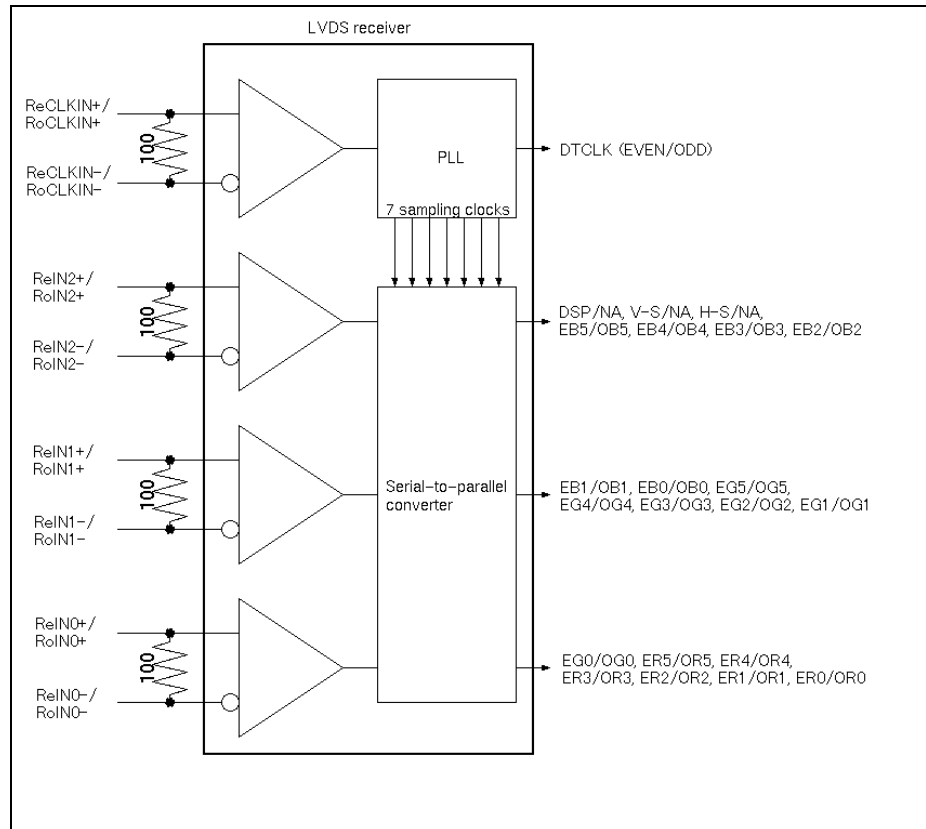 LVDS receiver
ReCLKIN+/
RoCLKIN+
100
ReCLKIN-/
RoCLKIN-
PLL
7 sampling clocks
DTCLK (EVEN/ODD)
ReIN2+/
RoIN2+
100
ReIN2-/
RoIN2-
DSP/NA, V-S/NA, H-S/NA,
EB5/OB5, EB4/OB4, EB3/OB3, EB2/OB2
ReIN1+/
RoIN1+
100
ReIN1-/
RoIN1-
Serial-to-parallel
converter
EB1/OB1, EB0/OB0, EG5/OG5,
EG4/OG4, EG3/OG3, EG2/OG2, EG1/OG1
ReIN0+/
RoIN0+
100
ReIN0-/
RoIN0-
EG0/OG0, ER5/OR5, ER4/OR4,
ER3/OR3, ER2/OR2, ER1/OR1, ER0/OR0